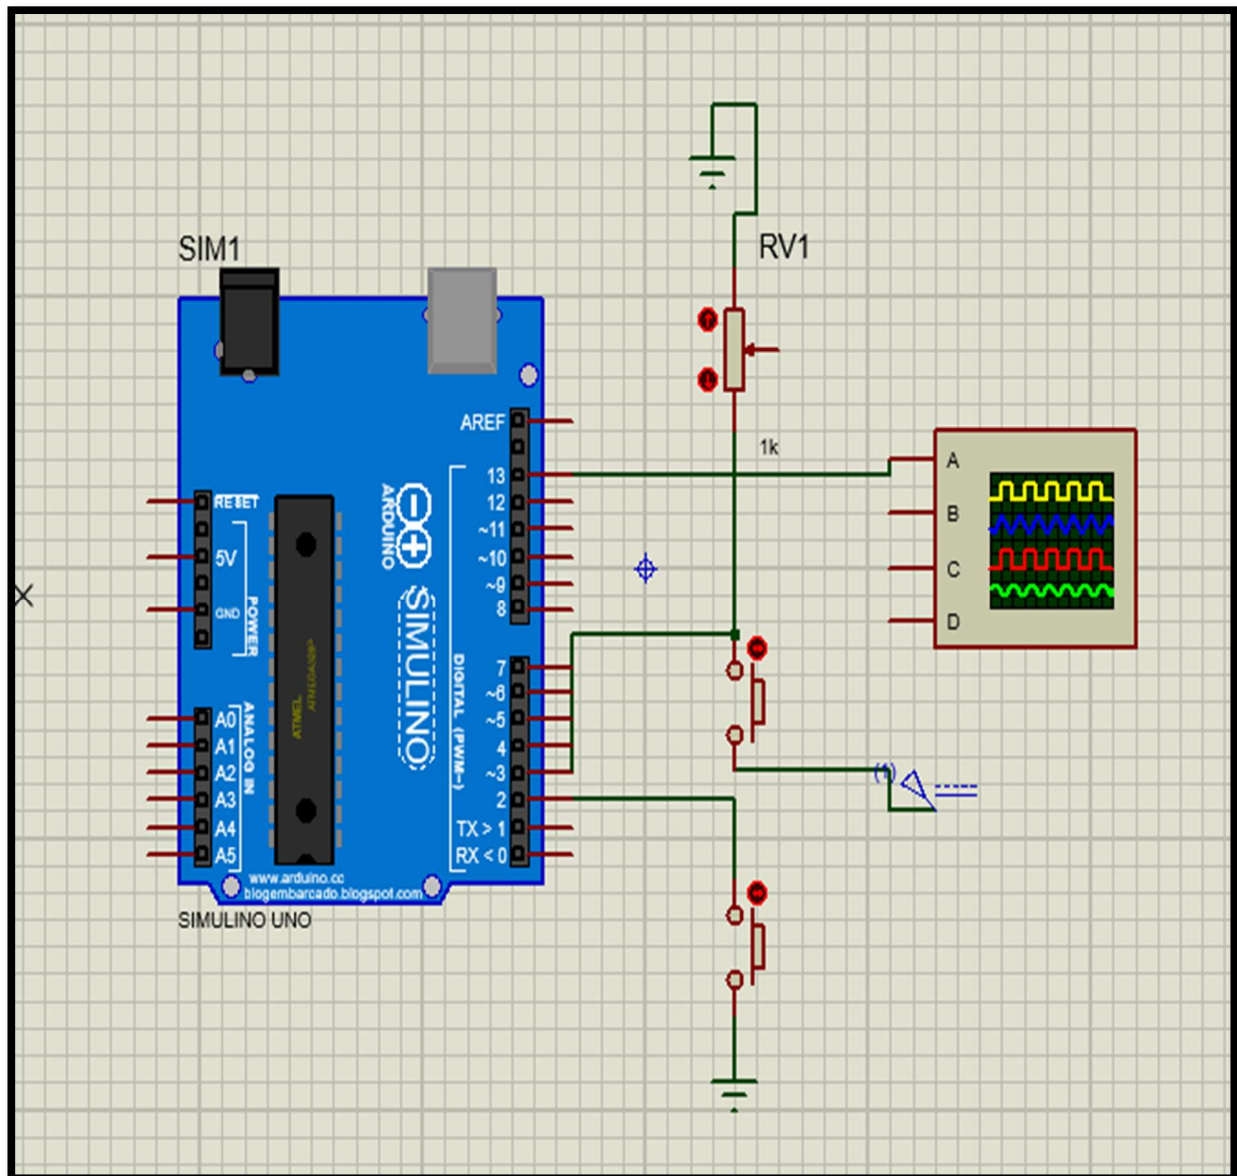 SIM1
RV1
1k
AREF
13
12
~11
~10
~9
8
7
~6
~5
4
~3
2
TX > 1
RX < 0
RESET
5V
GND
POWER
A0
A1
A2
A3
A4
A5
ANALOG IN
ARDUINO
SIMULINO
DIGITAL (PWM~)
ATMEL
www.arduino.cc
blogembarcado.blogspot.com
SIMULINO UNO
A
B
C
D
(1)